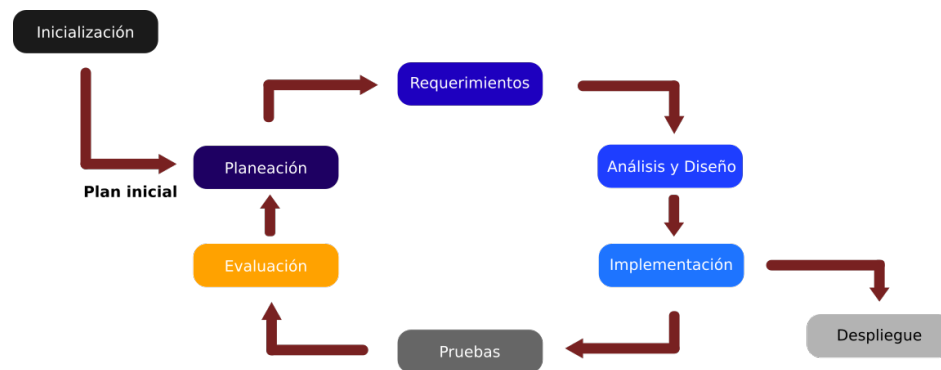 Inicialización
Requerimientos
Planeación
Análisis y Diseño
Plan inicial
Evaluación
Implementación
Despliegue
Pruebas